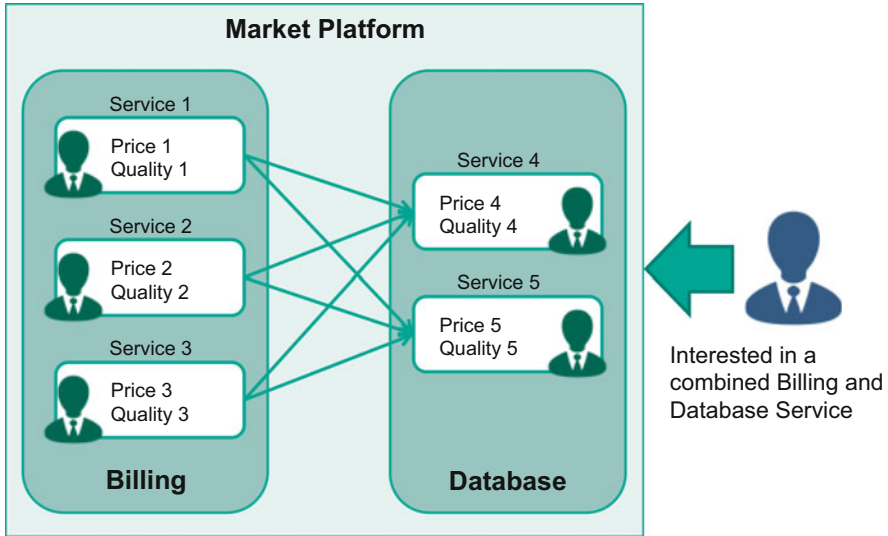 Market Platform
Service 1
Price 1
Quality 1
Service 2
Price 2
Quality 2
Service 3
Price 3
Quality 3
Billing
Service 4
Price 4
Quality 4
Service 5
Price 5
Quality 5
Database
Interested in a
combined Billing and
Database Service